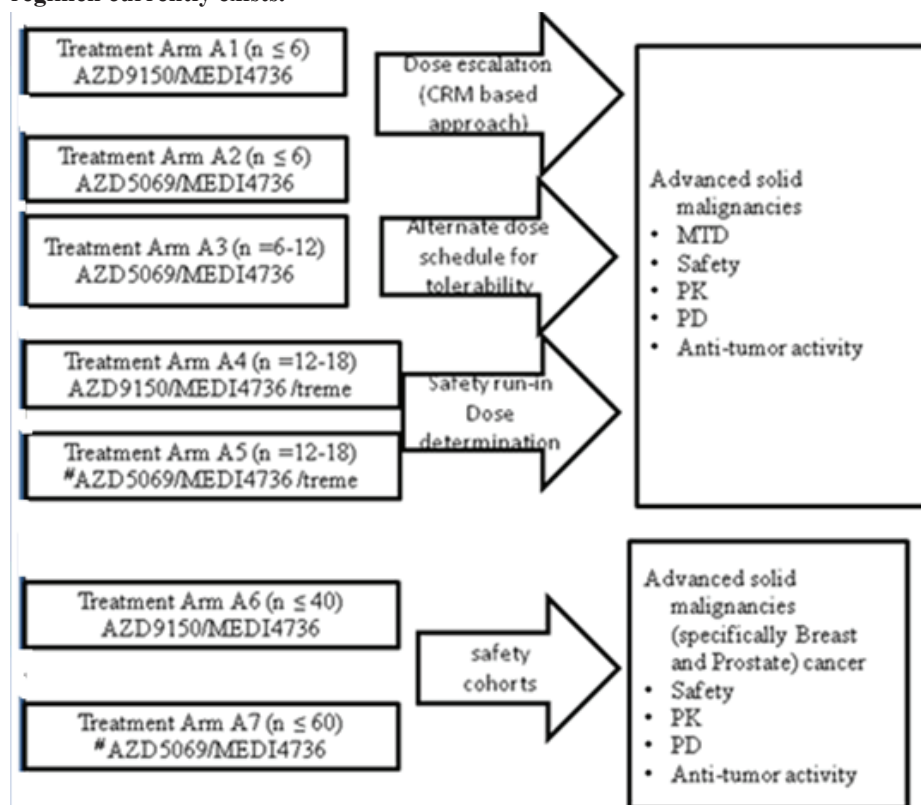 regimen currently exists.
Treatment Arm A1 (n ≤ 6)
AZD9150/MEDI4736
Dose escalation
(CRM based
approach)
Treatment Arm A2 (n ≤ 6)
AZD5069/MEDI4736
Treatment Arm A3 (n =6-12)
AZD5069/MEDI4736
Alternate dose
schedule for
tolerability
Treatment Arm A4 (n =12-18)
AZD9150/MEDI4736 /treme
Treatment Arm A5 (n =12-18)
#AZD5069/MEDI4736 /treme
Safety run-in
Dose
determination
Advanced solid
malignancies
• MTD
• Safety
• PK
• PD
• Anti-tumor activity
Treatment Arm A6 (n ≤ 40)
AZD9150/MEDI4736
Treatment Arm A7 (n ≤ 60)
#AZD5069/MEDI4736
safety
cohorts
Advanced solid
malignancies
(specifically Breast
and Prostate) cancer
• Safety
• PK
• PD
• Anti-tumor activity